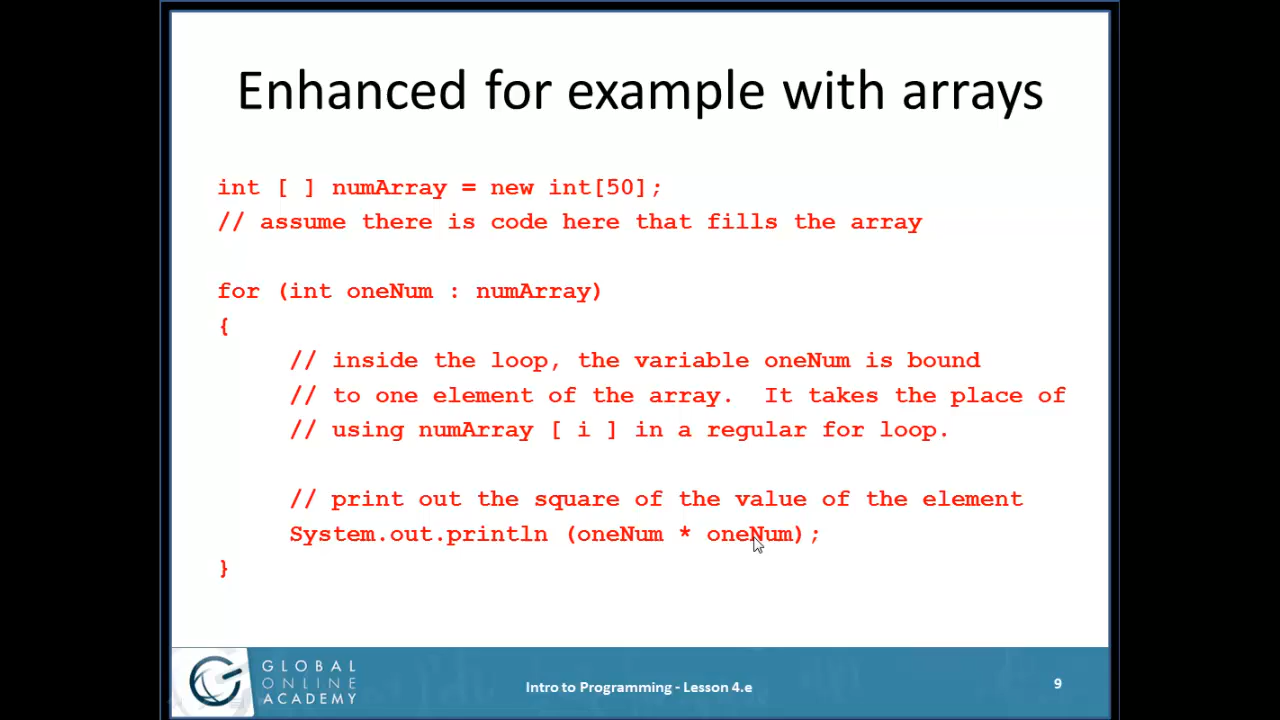 Enhanced for example with arrays
int [ ] numArray = new int[50];
// assume there is code here that fills the array
for (int oneNum : numArray)
{
// inside the loop, the variable oneNum is bound
// to one element of the array.  It takes the place of
// using numArray [ i ] in a regular for loop.
// print out the square of the value of the element
System.out.println (oneNum * oneNum);
}
GLOBAL
ONLINE
ACADEMY
Intro to Programming - Lesson 4.e
9